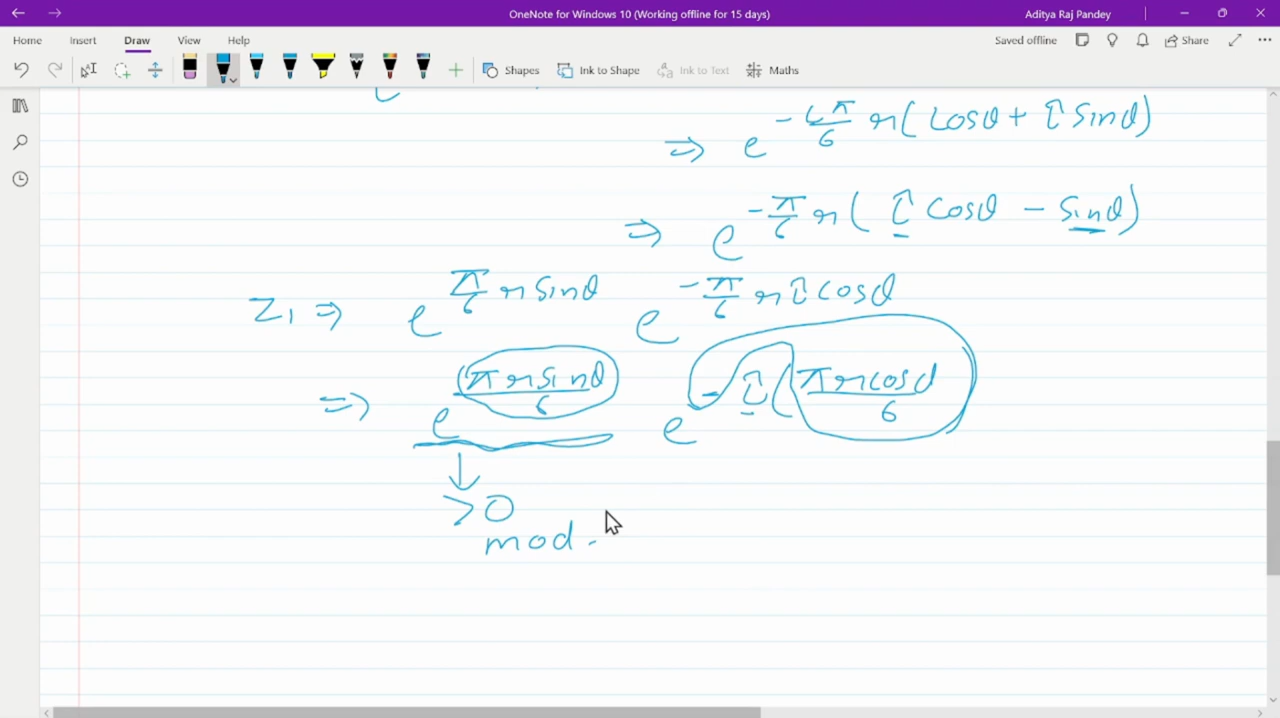 OneNote for Windows 10 (Working offline for 15 days)
Aditya Raj Pandey
Home Insert Draw View Help
Saved offline Share
Shapes Ink to Shape Ink to Text Maths
⇒ e^{-iπ/6 r(cosθ + i sinθ)}
⇒ e^{-π/6 r(i cosθ - sinθ)}
Z₁ ⇒ e^{π/6 r sinθ} e^{-π/6 r i cosθ}
⇒ e^{(π r sinθ)/6} e^{-i(π r cosθ/6}
↓
> 0
mod -